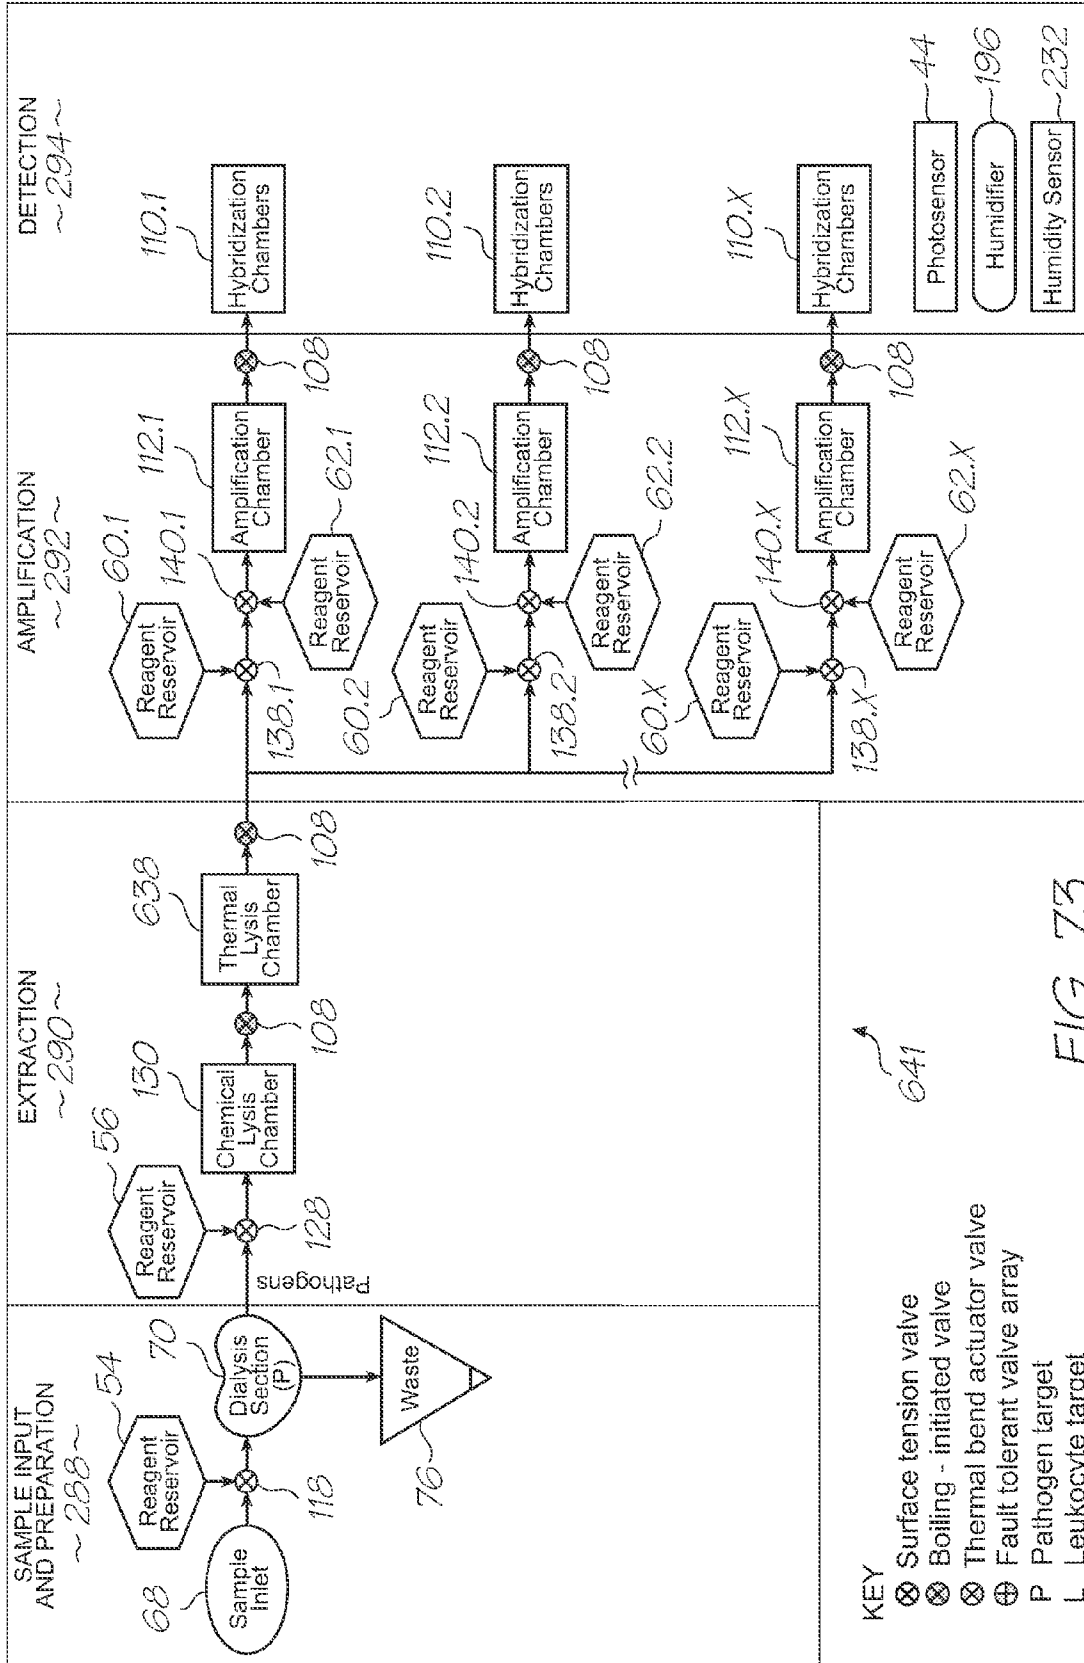 SAMPLE INPUT
AND PREPARATION
~288~
EXTRACTION
~290~
AMPLIFICATION
~292~
DETECTION
~294~
68
Sample
Inlet
54
Reagent
Reservoir
118
70
Dialysis
Section
(P)
Waste
76
Pathogens
56
Reagent
Reservoir
128
130
Chemical
Lysis
Chamber
108
638
Thermal
Lysis
Chamber
108
60.1
Reagent
Reservoir
138.1
140.1
Reagent
Reservoir
62.1
112.1
Amplification
Chamber
108
110.1
Hybridization
Chambers
60.2
Reagent
Reservoir
138.2
140.2
Reagent
Reservoir
62.2
112.2
Amplification
Chamber
108
110.2
Hybridization
Chambers
60.X
Reagent
Reservoir
138.X
140.X
Reagent
Reservoir
62.X
112.X
Amplification
Chamber
108
110.X
Hybridization
Chambers
Photosensor
44
Humidifier
196
Humidity Sensor
232
KEY
Surface tension valve
Boiling - initiated valve
Thermal bend actuator valve
Fault tolerant valve array
P Pathogen target
L Leukocyte target
641
FIG. 73